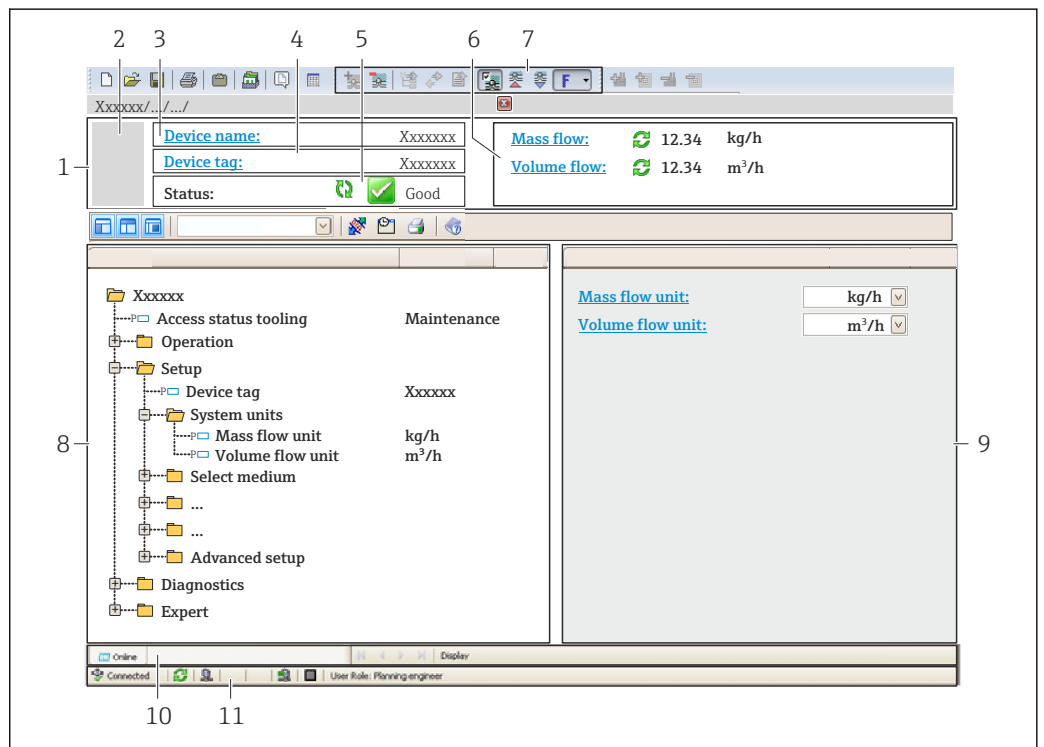 2 3 4 5 6 7
F
Xxxxxx/.../.../
1
Device name: Xxxxxxx
Device tag: Xxxxxxx
Status: Good
Mass flow: 12.34 kg/h
Volume flow: 12.34 m³/h
Xxxxxx
P Access status tooling Maintenance
Operation
Setup
P Device tag Xxxxxx
System units
P Mass flow unit kg/h
P Volume flow unit m³/h
Select medium
...
...
Advanced setup
Diagnostics
Expert
8
Mass flow unit: kg/h
Volume flow unit: m³/h
9
Online Display
Connected User Role: Planning engineer
10 11